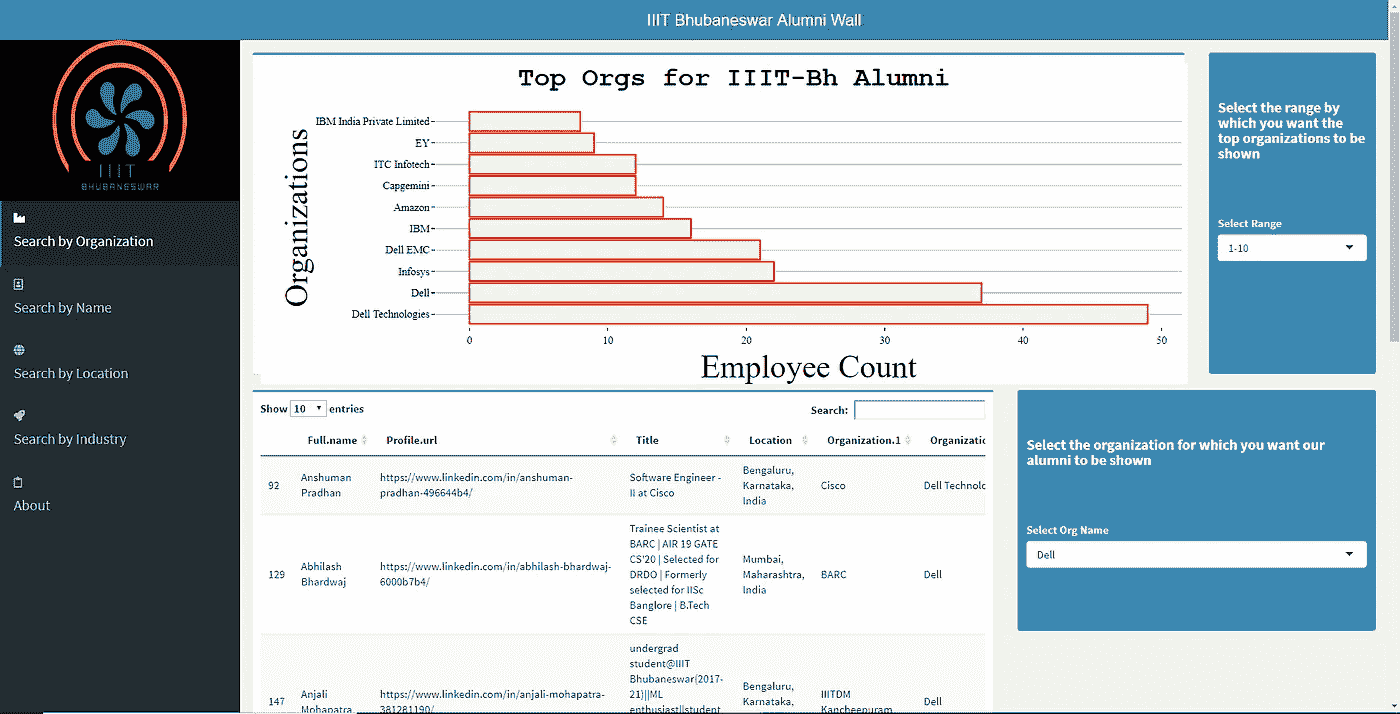 IIIT Bhubaneswar Alumni Wall
IIIT
BHUBANESWAR
Search by Organization
Search by Name
Search by Location
Search by Industry
About
Top Orgs for IIIT-Bh Alumni
Organizations
IBM India Private Limited
EY
ITC Infotech
Capgemini
Amazon
IBM
Dell EMC
Infosys
Dell
Dell Technologies
0 10 20 30 40 50
Employee Count
Select the range by
which you want the
top organizations to be
shown
Select Range
1-10
Show 10 entries
Search:
Full.name Profile.url Title Location Organization.1 Organizatic
92
Anshuman
Pradhan
https://www.linkedin.com/in/anshuman-
pradhan-496644b4/
Software Engineer -
II at Cisco
Bengaluru,
Karnataka,
India
Cisco
Dell Technolc
129
Abhilash
Bhardwaj
https://www.linkedin.com/in/abhilash-bhardwaj-
6000b7b4/
Trainee Scientist at
BARC | AIR 19 GATE
CS'20 | Selected for
DRDO | Formerly
selected for IISc
Banglore | B.Tech
CSE
Mumbai,
Maharashtra,
India
BARC
Dell
147
Anjali
Mohapatra
https://www.linkedin.com/in/anjali-mohapatra-
381281190/
undergrad
student@IIIT
Bhubaneswar(2017-
21)||ML
enthusiast||student
Bengaluru,
Karnataka,
IIITDM
Kancheepuram
Dell
Select the organization for which you want our
alumni to be shown
Select Org Name
Dell